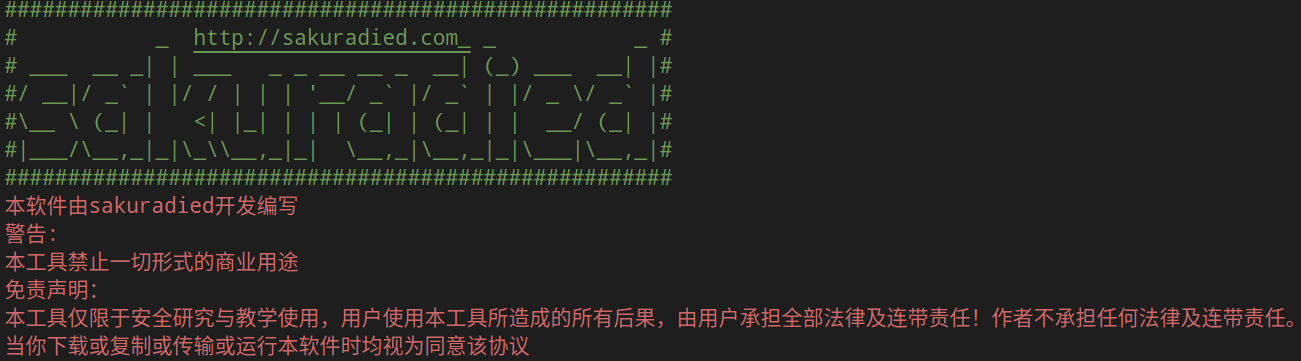 #####################################################
#           _  http://sakuradied.com_ _           _ #
# ___  __ _| | ___   _ _ __ __ _  __| (_) ___  __| |#
#/ __|/ _` | |/ / | | | '__/ _` |/ _` | |/ _ \/ _` |#
#\__ \ (_| |   <| |_| | | | (_| | (_| | |  __/ (_| |#
#|___/\__,_|_|\_\\__,_|_|  \__,_|\__,_|_|\___|\__,_|#
#####################################################
本软件由sakuradied开发编写
警告：
本工具禁止一切形式的商业用途
免责声明：
本工具仅限于安全研究与教学使用，用户使用本工具所造成的所有后果，由用户承担全部法律及连带责任！作者不承担任何法律及连带责任。
当你下载或复制或传输或运行本软件时均视为同意该协议